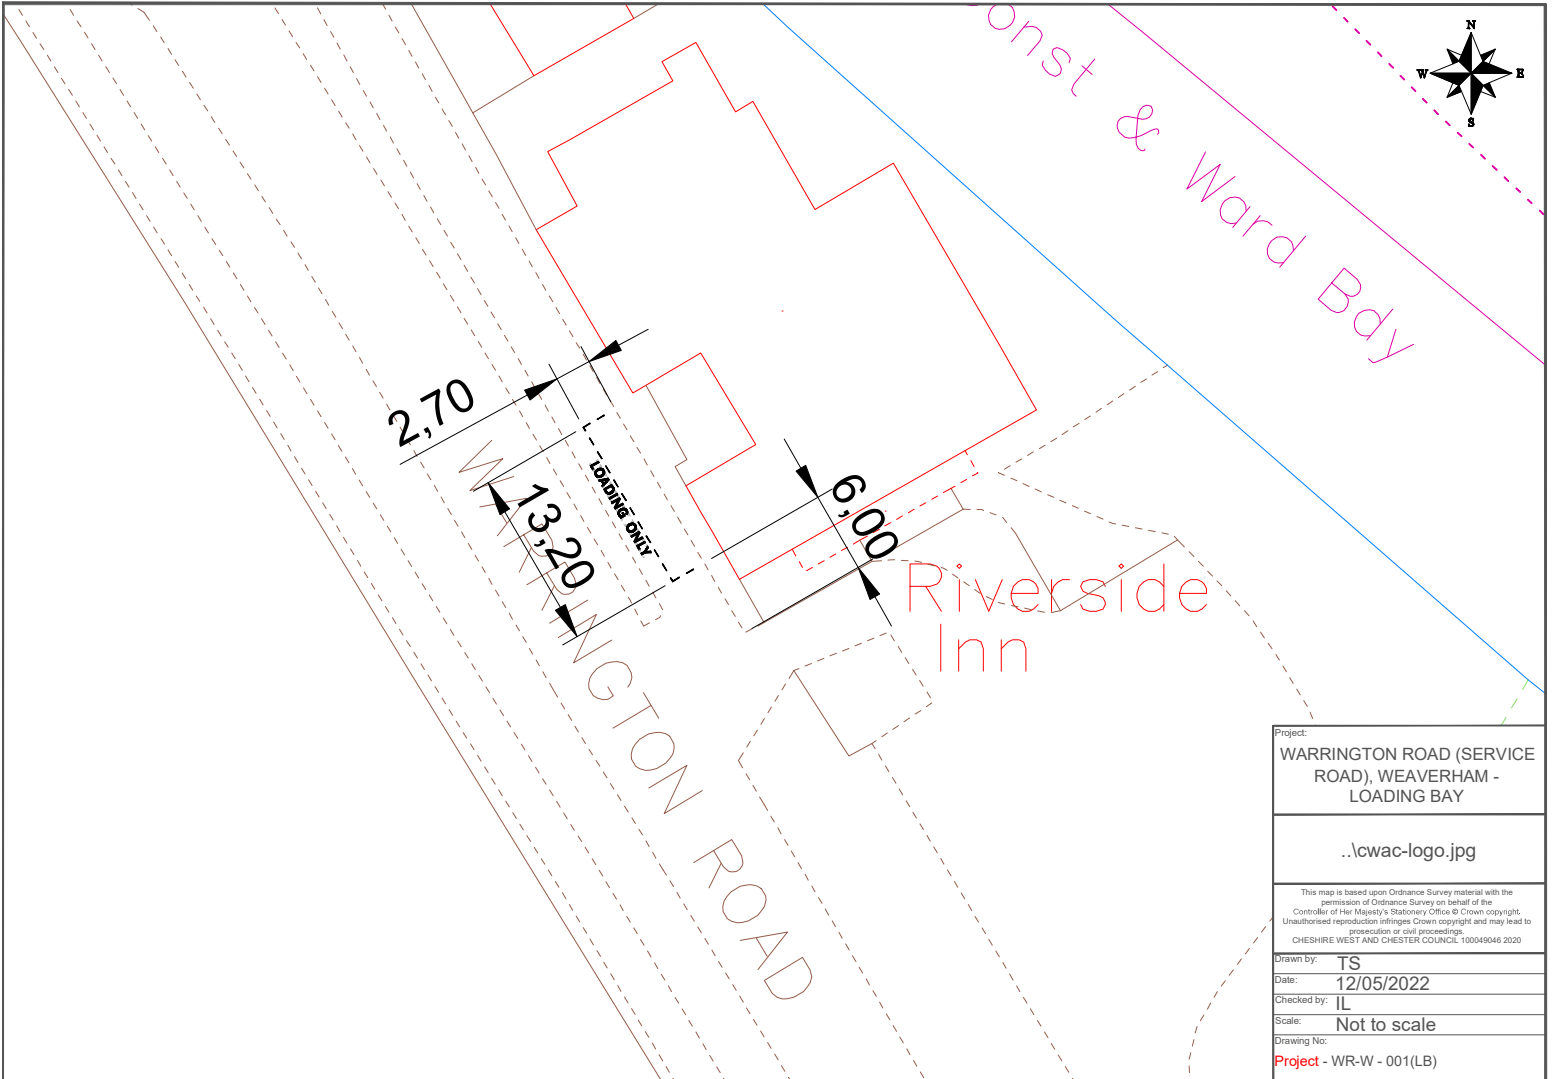 onst & Ward Bdy
N
W E
S
2,70
13,20
LOADING ONLY
6,00
WARRINGTON ROAD
Riverside
Inn
Project:
WARRINGTON ROAD (SERVICE
ROAD), WEAVERHAM -
LOADING BAY
..\cwac-logo.jpg
This map is based upon Ordnance Survey material with the
permission of Ordnance Survey on behalf of the
Controller of Her Majesty's Stationery Office © Crown copyright.
Unauthorised reproduction infringes Crown copyright and may lead to
prosecution or civil proceedings.
CHESHIRE WEST AND CHESTER COUNCIL 100049046 2020
Drawn by: TS
Date: 12/05/2022
Checked by: IL
Scale: Not to scale
Drawing No:
Project - WR-W - 001(LB)